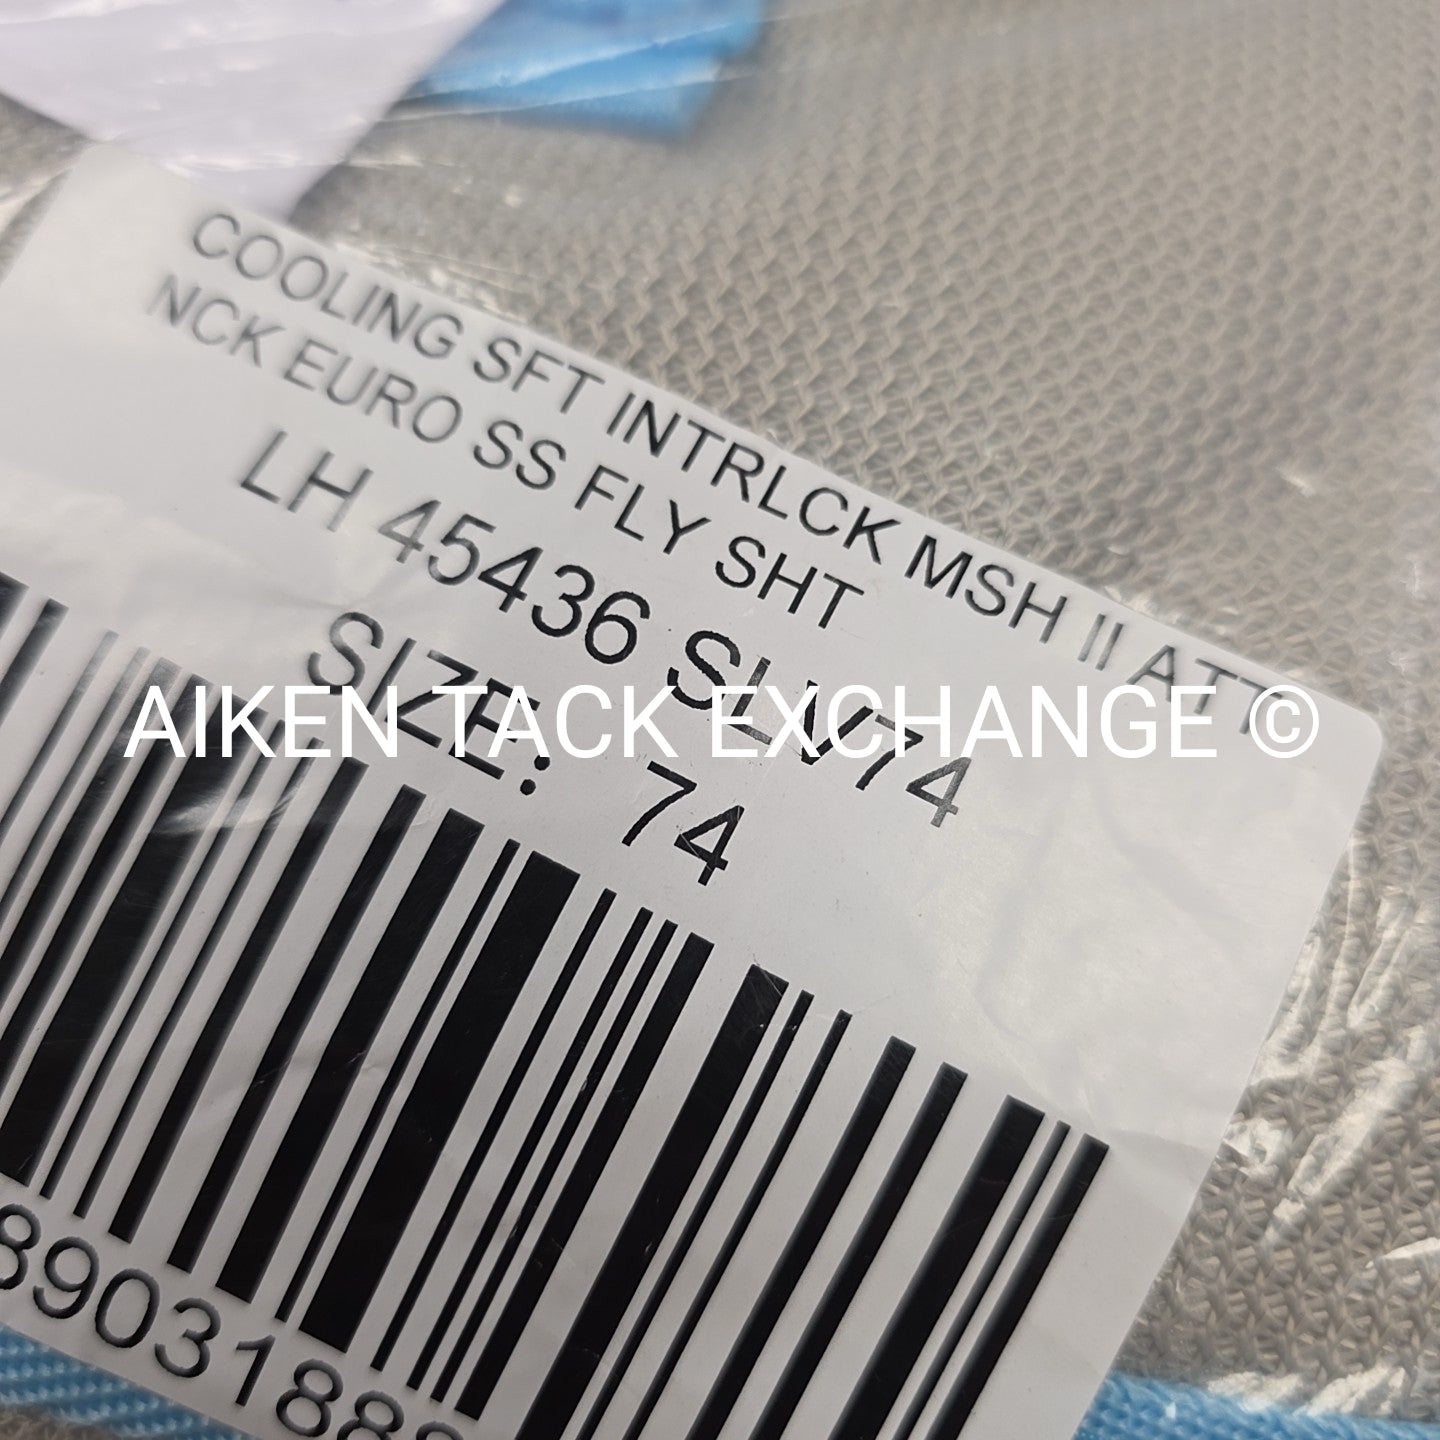 COOLING SFT INTRLCK MSH II ATT
NCK EURO SS FLY SHT
LH 45436 SLV74
SIZE: 74
AIKEN TACK EXCHANGE ©